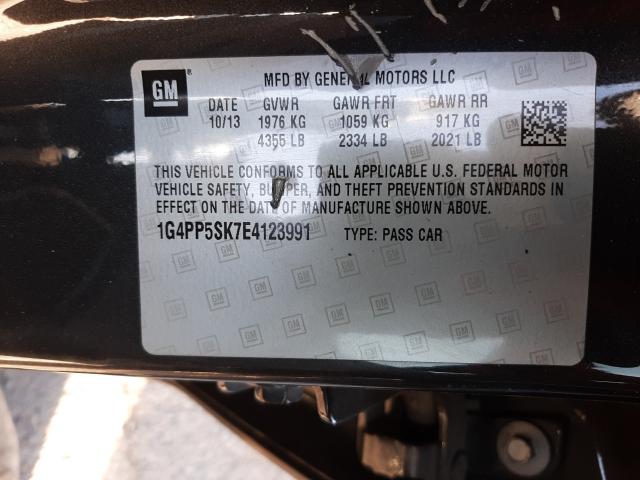 GM
MFD BY GENERAL MOTORS LLC
DATE GVWR GAWR FRT GAWR RR
10/13 1976 KG 1059 KG 917 KG
4355 LB 2334 LB 2021 LB
THIS VEHICLE CONFORMS TO ALL APPLICABLE U.S. FEDERAL MOTOR
VEHICLE SAFETY, BUMPER, AND THEFT PREVENTION STANDARDS IN
EFFECT ON THE DATE OF MANUFACTURE SHOWN ABOVE.
1G4PP5SK7E4123991 TYPE: PASS CAR